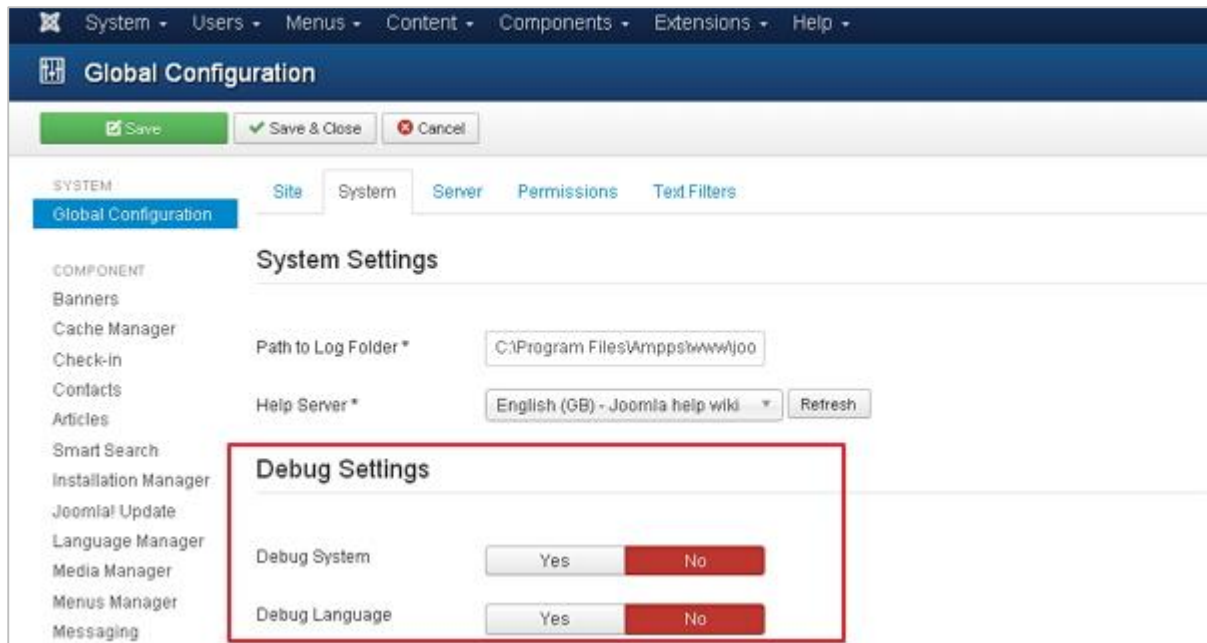 System Users Menus Content Components Extensions Help
Global Configuration
Save Save & Close Cancel
SYSTEM
Global Configuration
COMPONENT
Banners
Cache Manager
Check-in
Contacts
Articles
Smart Search
Installation Manager
Joomla! Update
Language Manager
Media Manager
Menus Manager
Messaging
Site System Server Permissions Text Filters
System Settings
Path to Log Folder * C:\Program Files\Ampps\www\joo
Help Server * English (GB) - Joomla help wiki Refresh
Debug Settings
Debug System Yes No
Debug Language Yes No